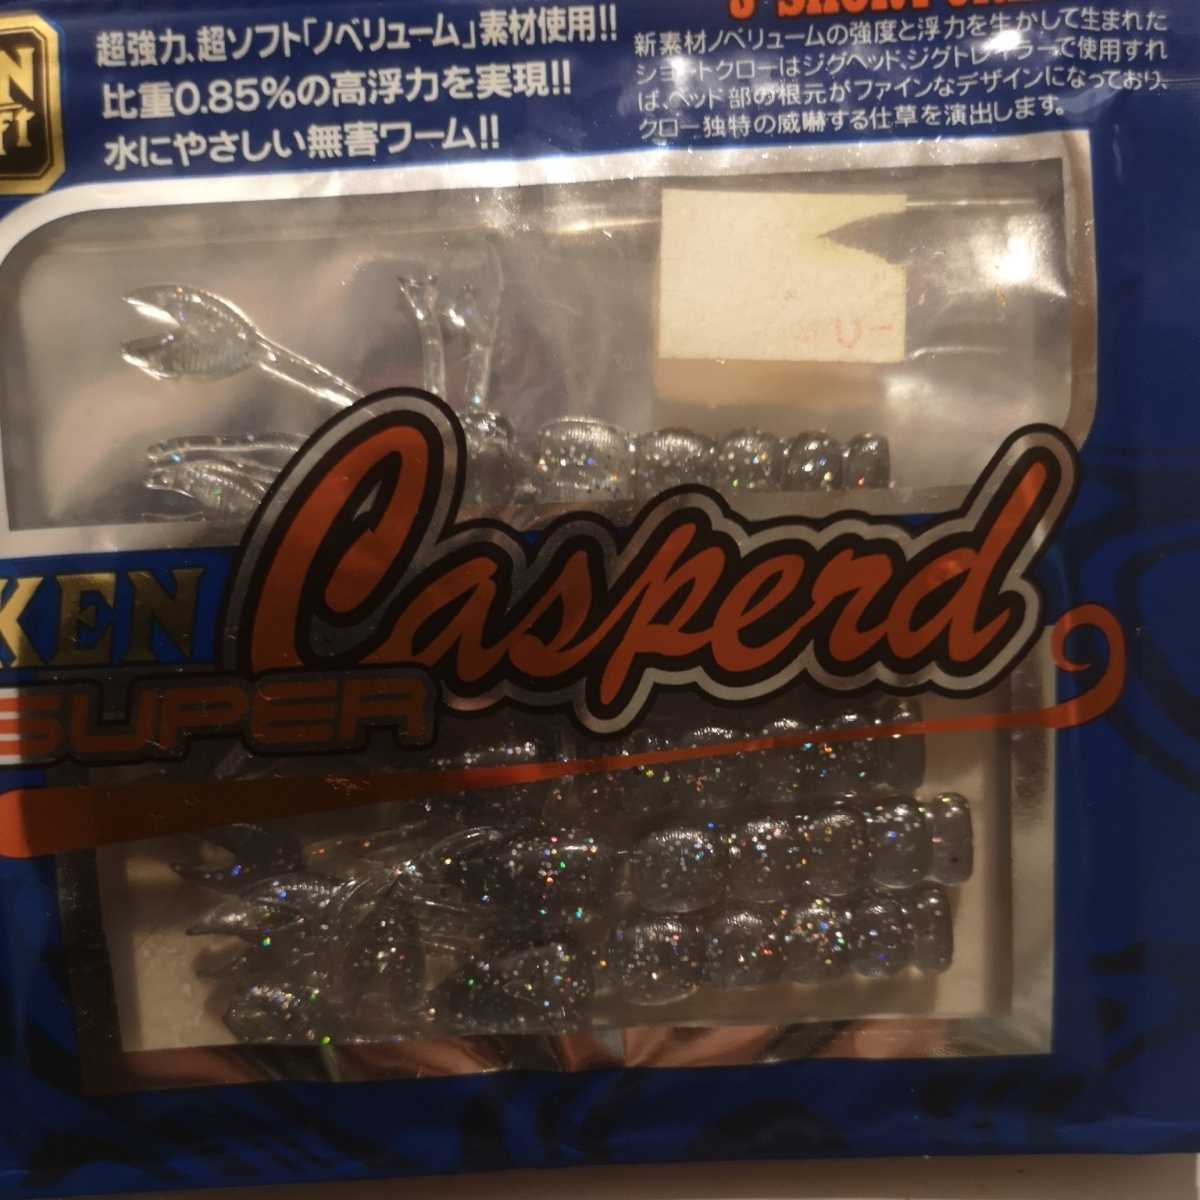 超強力、超ソフト「ノベリューム」素材使用!!
比重0.85%の高浮力を実現!!
水にやさしい無害ワーム!!
新素材ノベリュームの強度と浮力を生かして生まれた
ショートクローはジグヘッド、ジグトレイラーで使用すれ
ば、ヘッド部の根元がファインなデザインになっており、
クロー独特の威嚇する仕草を演出します。
Casperd
KEN
SUPER